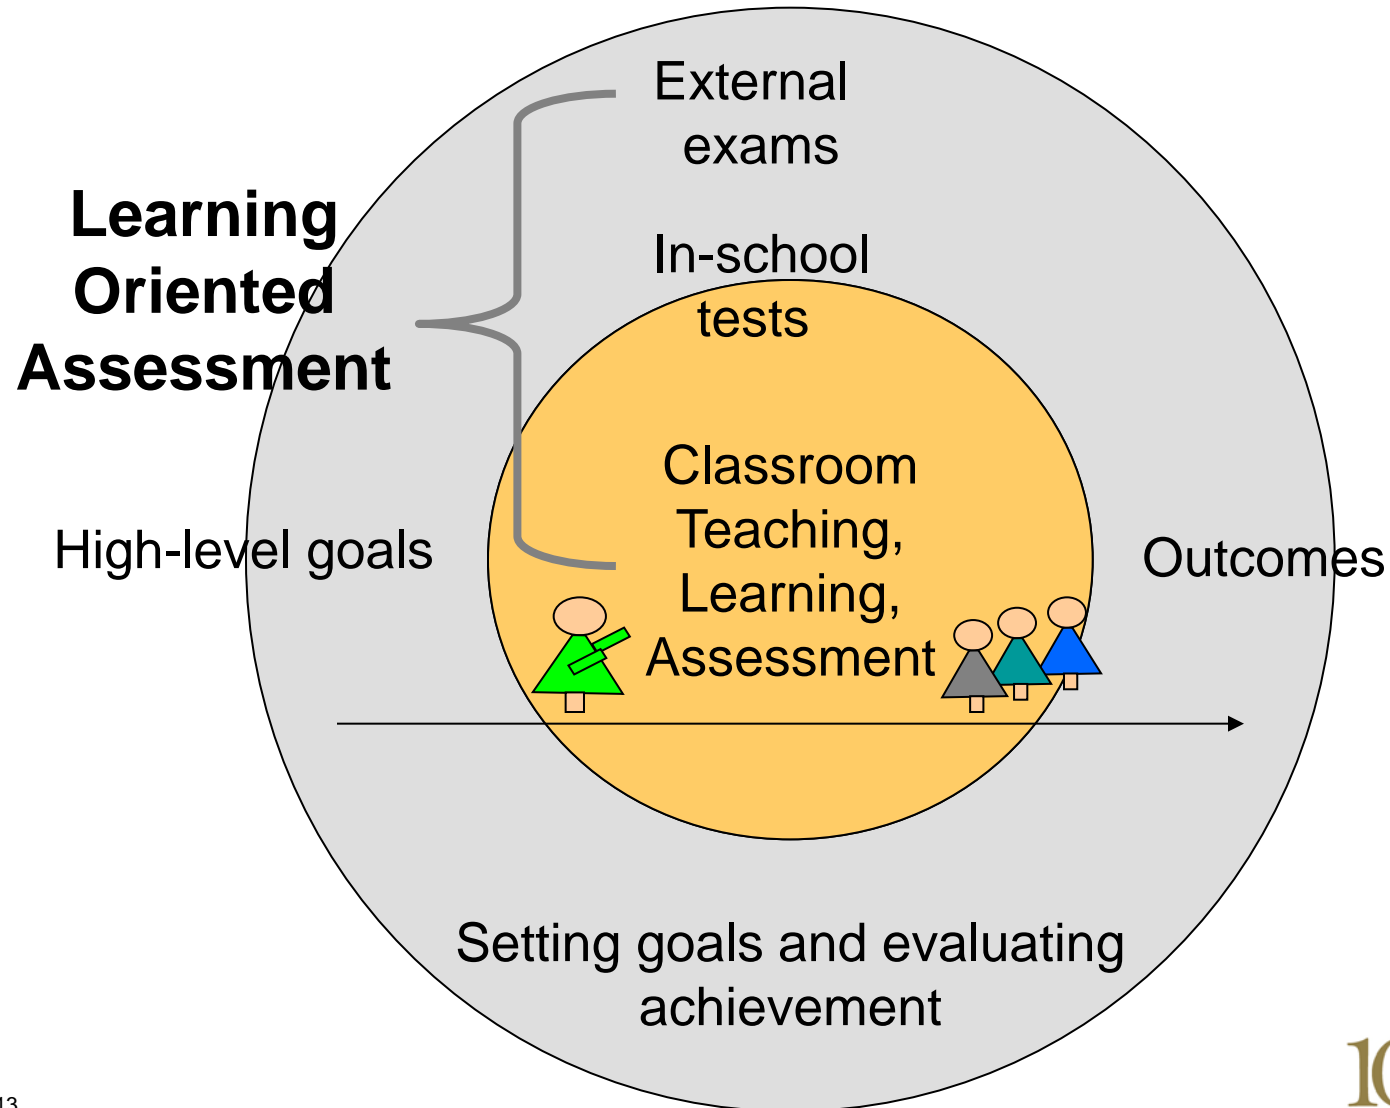 External
exams
Learning
Oriented
Assessment
In-school
tests
Classroom
Teaching,
Learning,
Assessment
High-level goals
Outcomes
Setting goals and evaluating
achievement
13